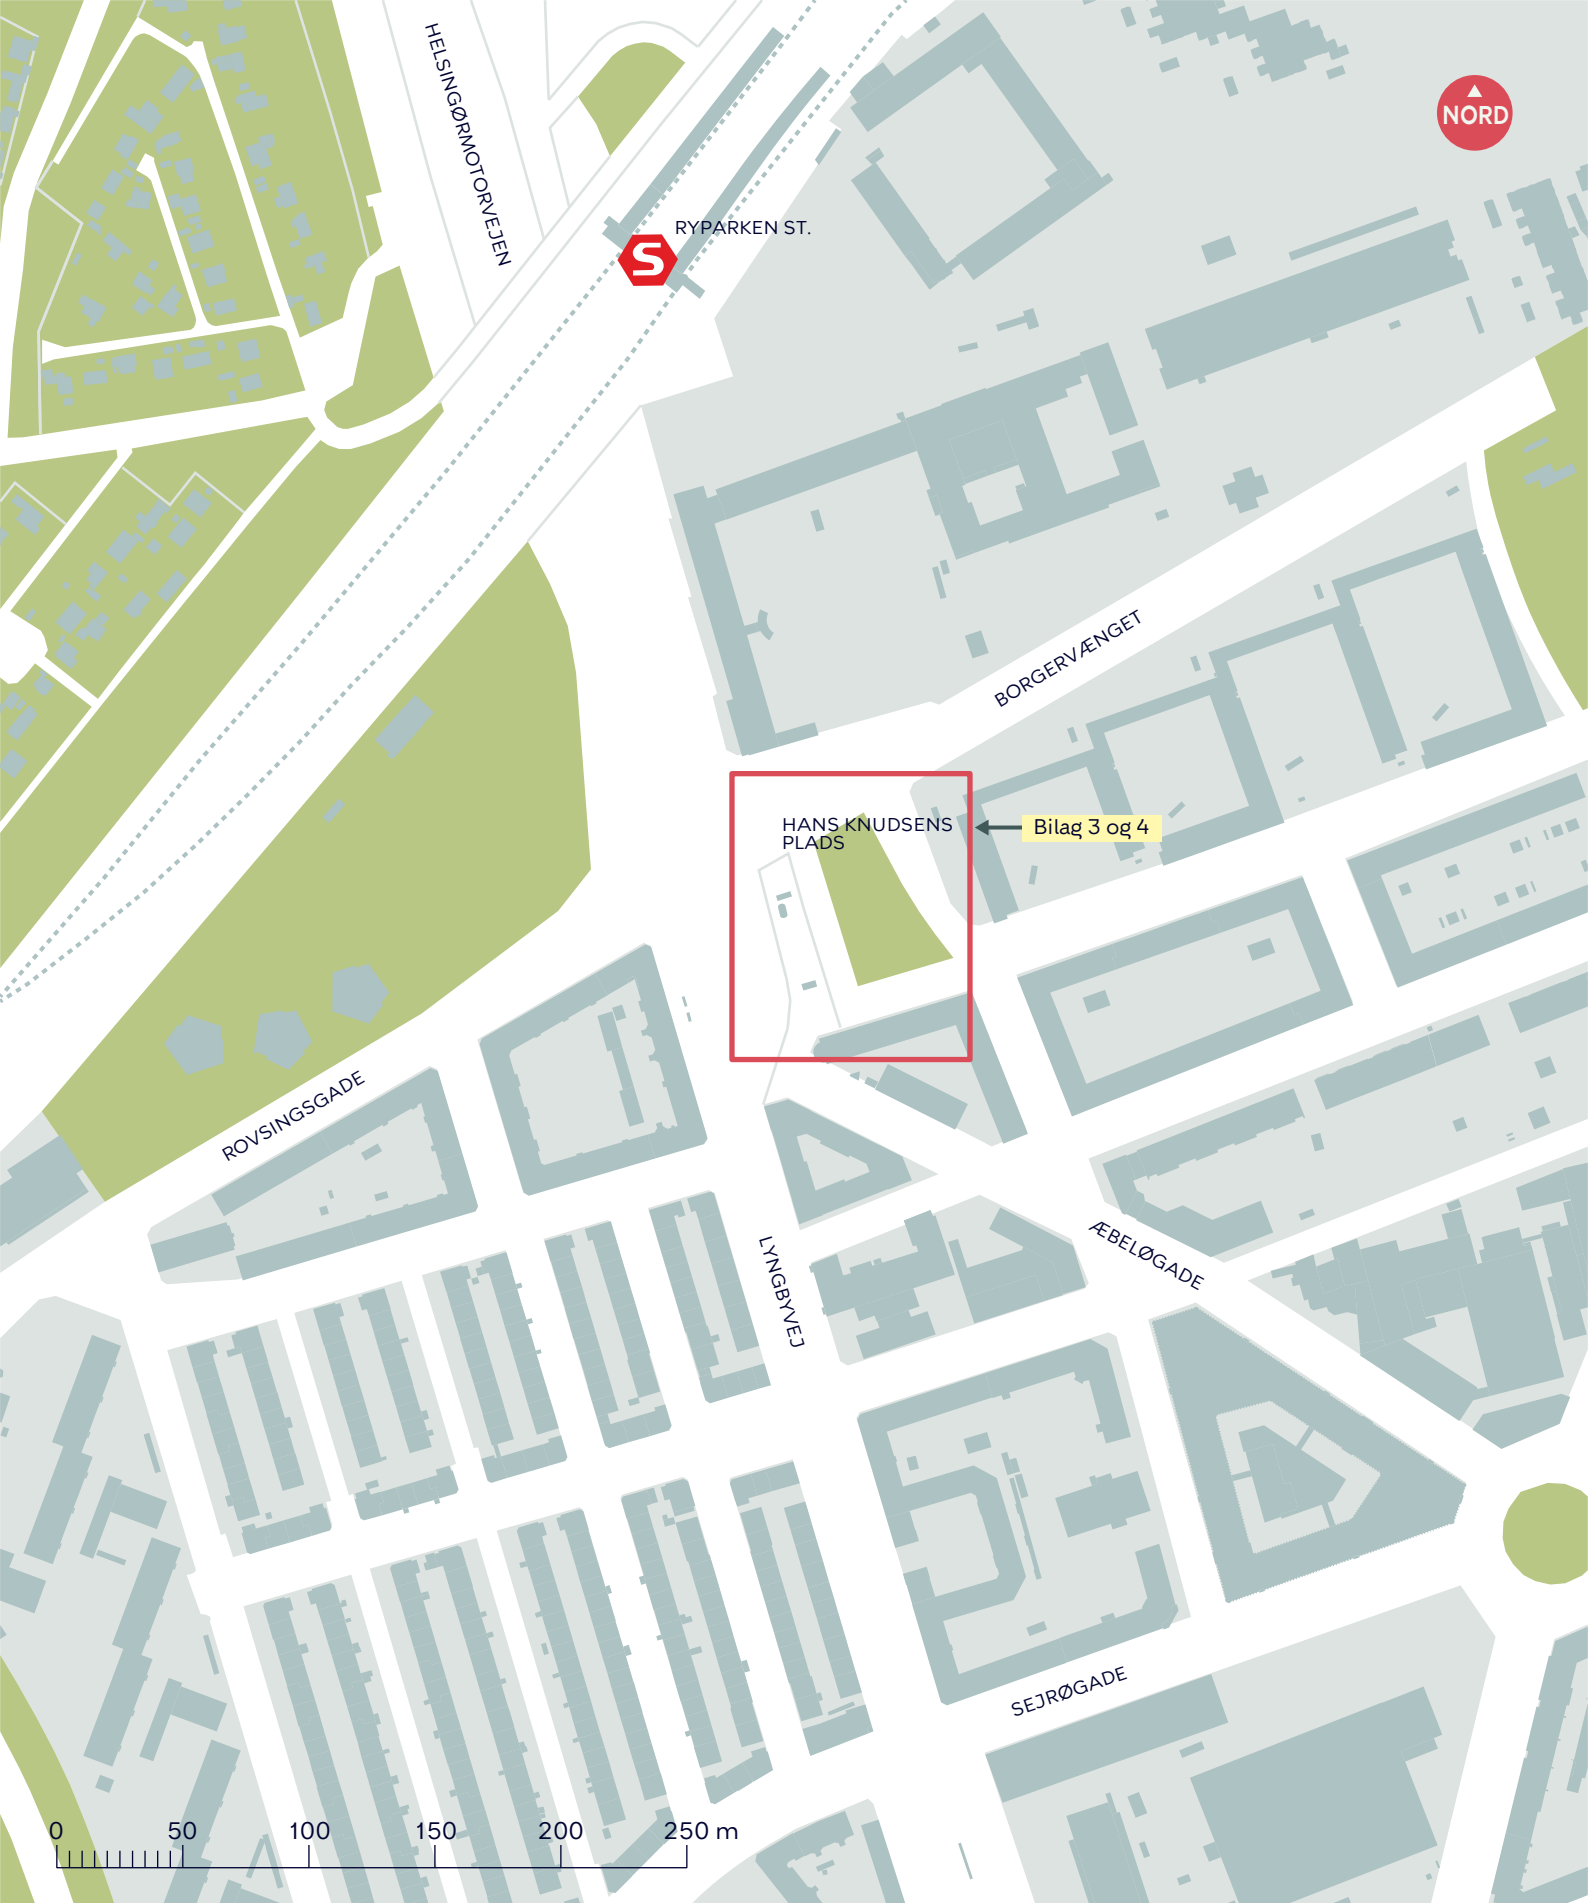 HELSINGØRMOTORVEJEN
NORD
RYPARKEN ST.
S
BORGERVÆNGET
HANS KNUDSENS
PLADS
Bilag 3 og 4
ROVSINGSGADE
LYNGBYVEJ
ÆBELØGADE
SEJRØGADE
0 50 100 150 200 250 m